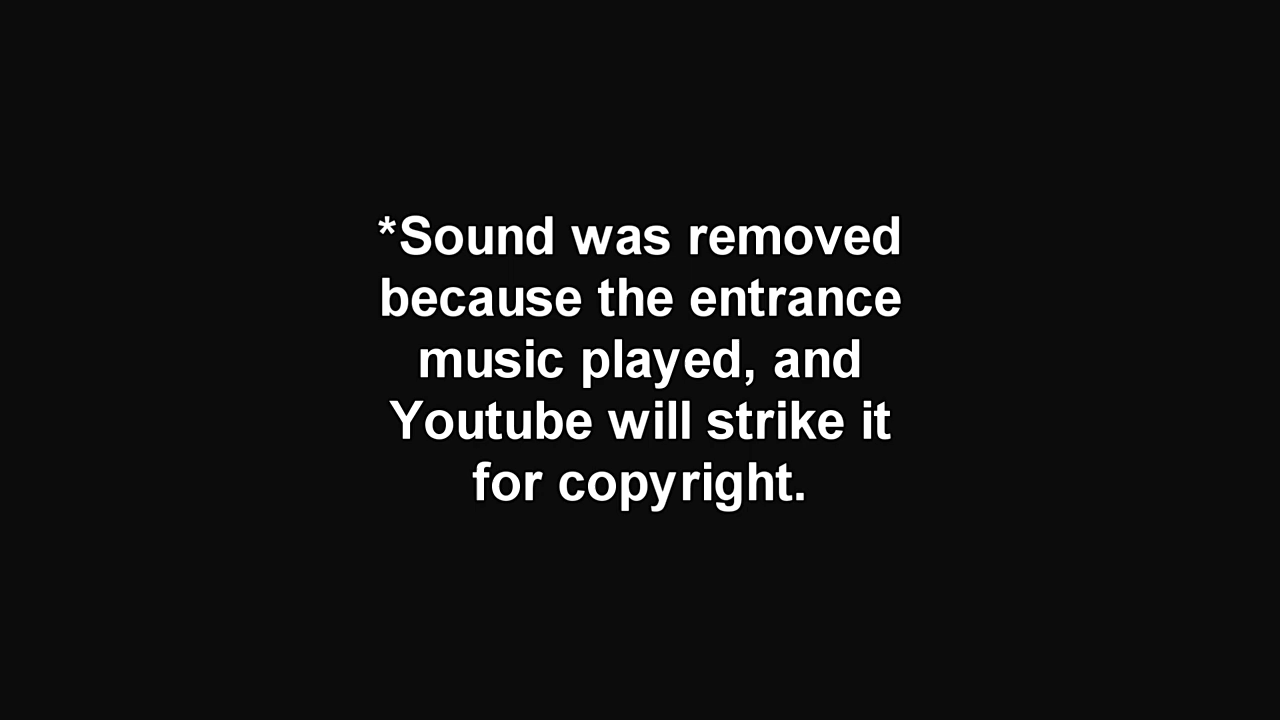 *Sound was removed
because the entrance
music played, and
Youtube will strike it
for copyright.